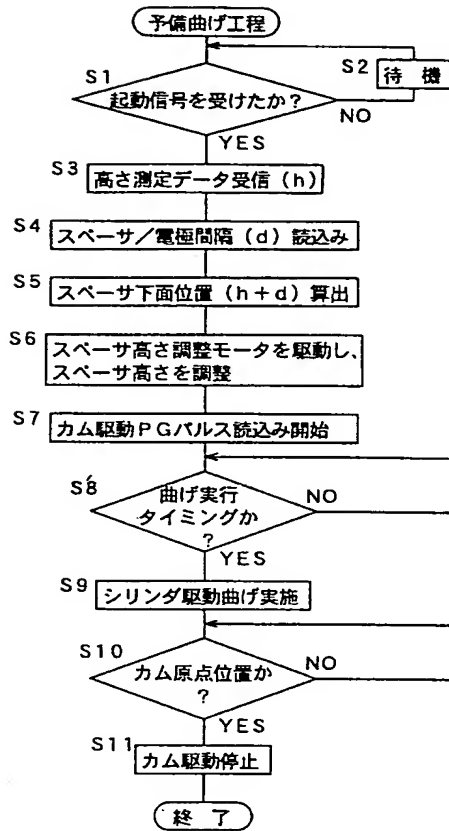 予備曲げ工程
S1
S2
待機
起動信号を受けたか?
NO
YES
S3
高さ測定データ受信(h)
S4
スペーサ/電極間隔(d)読込み
S5
スペーサ下面位置(h+d)算出
S6
スペーサ高さ調整モータを駆動し、
スペーサ高さを調整
S7
カム駆動PGパルス読込み開始
S8
曲げ実行
タイミングか
?
NO
YES
S9
シリンダ駆動曲げ実施
S10
カム原点位置か
?
NO
YES
S11
カム駆動停止
終了